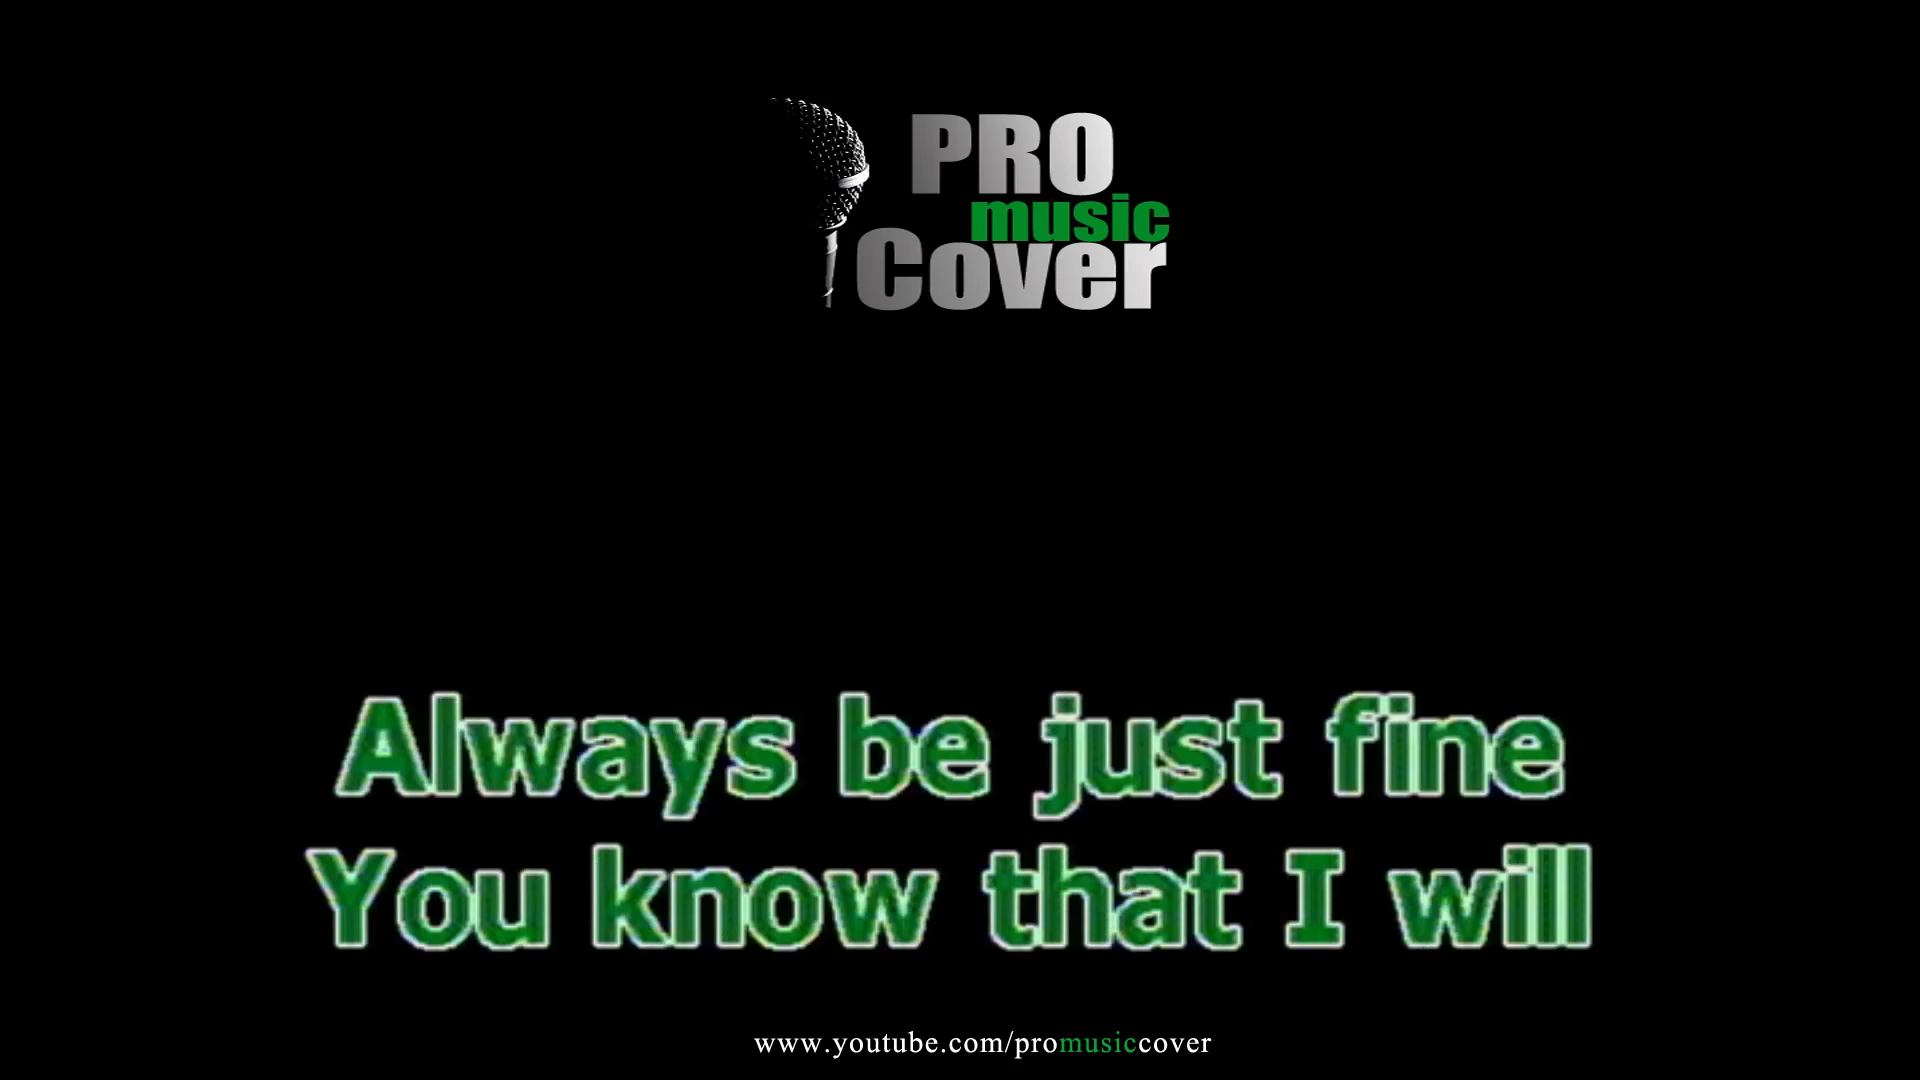 PRO
music
Cover
Always be just fine
You know that I will
www.youtube.com/promusiccover